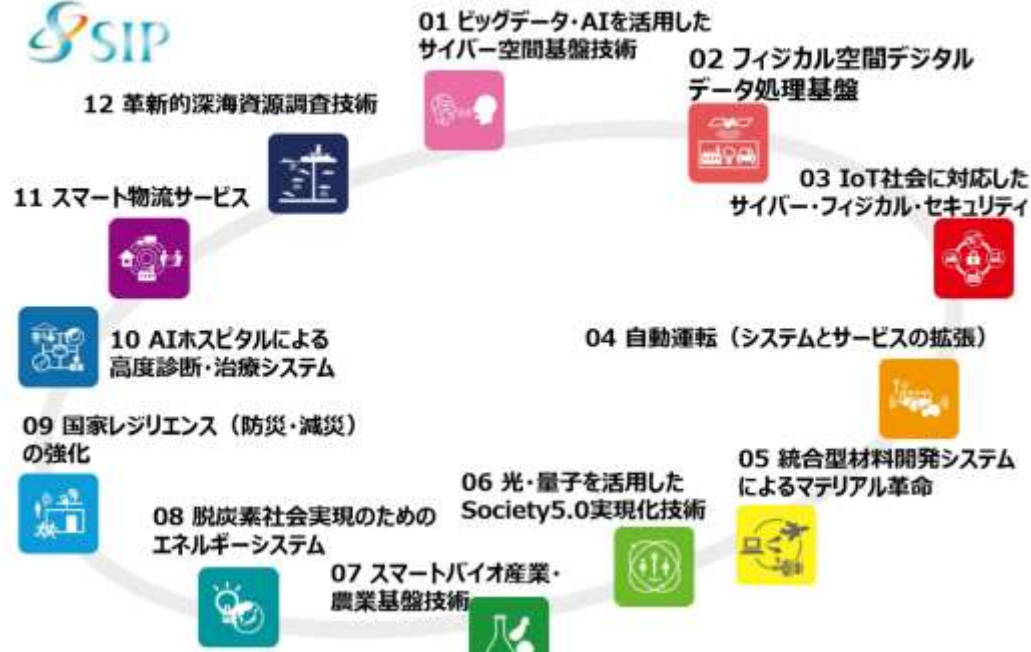 SIP
01 ビッグデータ・AIを活用した
サイバー空間基盤技術
02 フィジカル空間デジタル
データ処理基盤
03 IoT社会に対応した
サイバー・フィジカル・セキュリティ
04 自動運転（システムとサービスの拡張）
05 統合型材料開発システム
によるマテリアル革命
06 光・量子を活用した
Society5.0実現化技術
07 スマートバイオ産業・
農業基盤技術
08 脱炭素社会実現のための
エネルギーシステム
09 国家レジリエンス（防災・減災）
の強化
10 AIホスピタルによる
高度診断・治療システム
11 スマート物流サービス
12 革新的深海資源調査技術